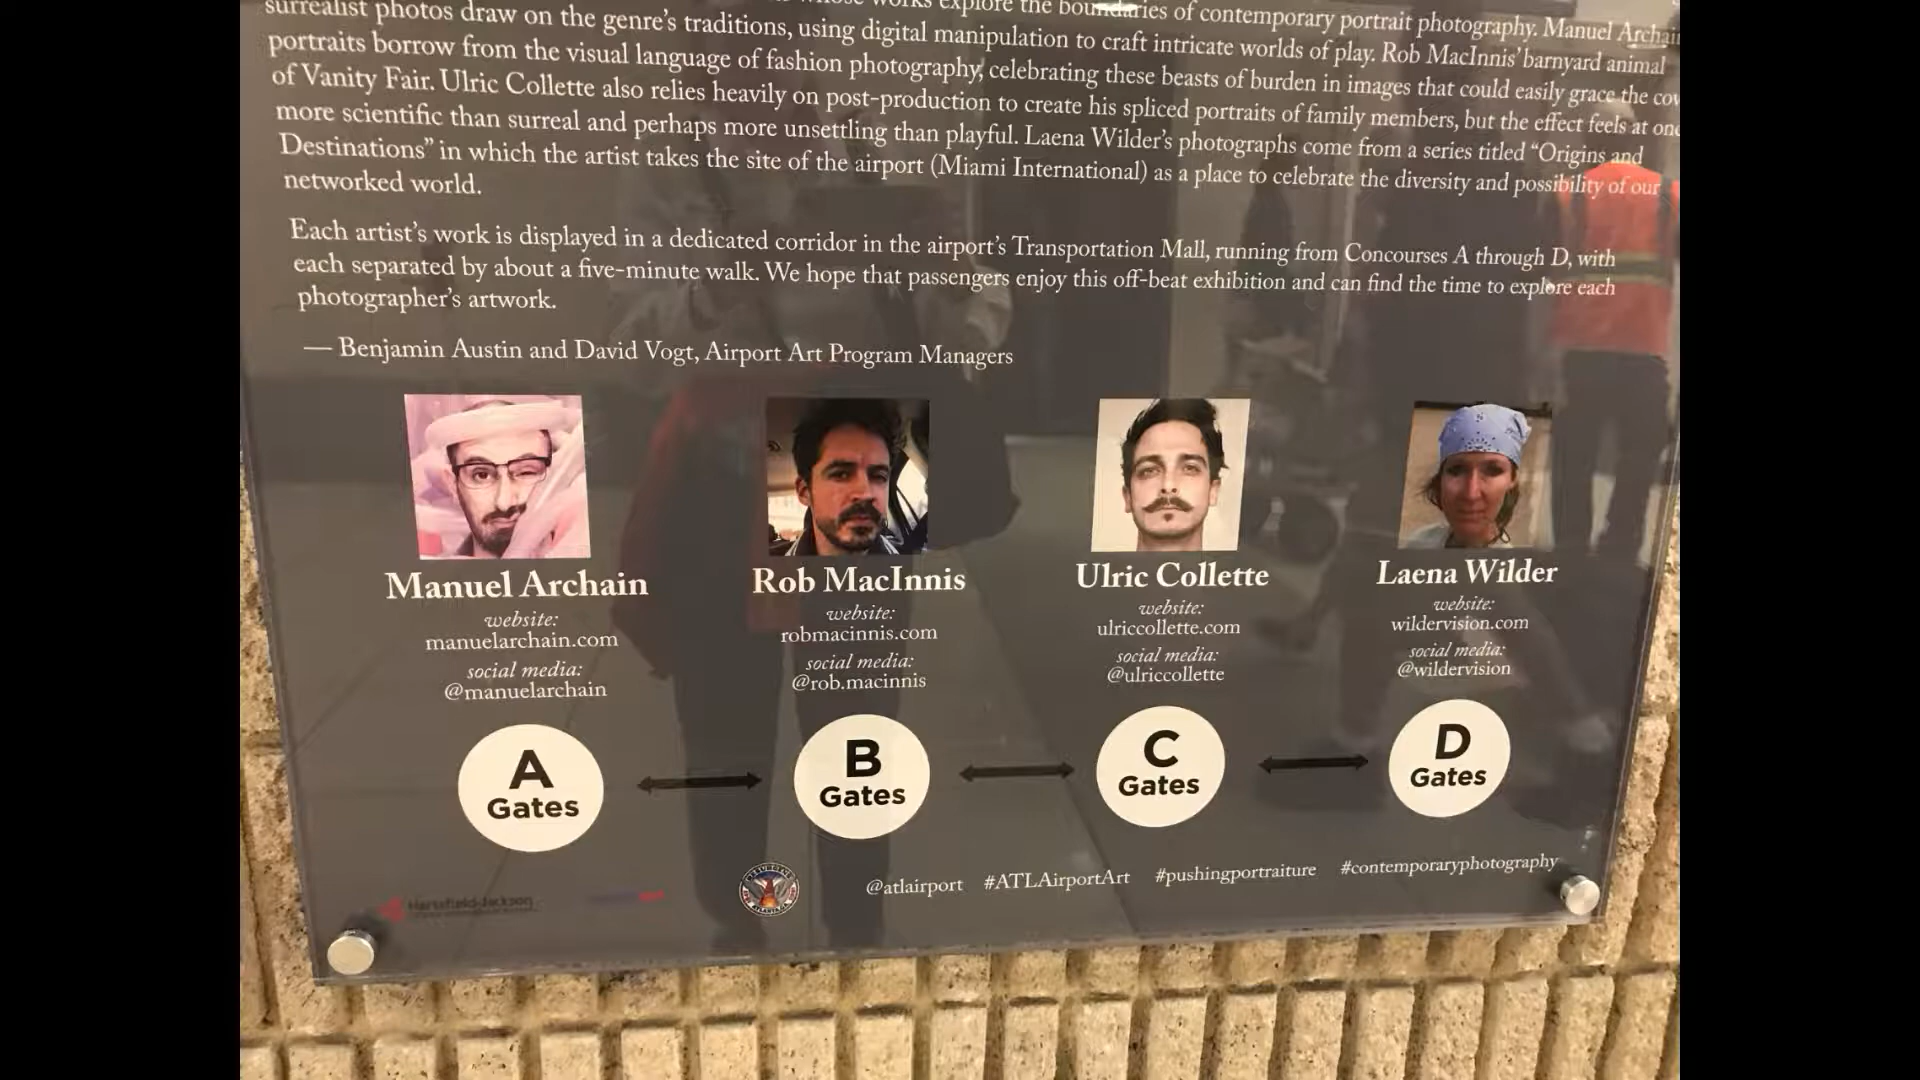 surrealist photos draw on the genre's traditions, using digital manipulation to craft intricate worlds of play. Rob MacInnis' barnyard animal
explore the boundaries of contemporary portrait photography. Manuel
portraits borrow from the visual language of fashion photography, celebrating these beasts of burden in images that could easily grace the
of Vanity Fair. Ulric Collette also relies heavily on post-production to create his spliced portraits of family members, but the effect feels at
more scientific than surreal and perhaps more unsettling than playful. Laena Wilder's photographs come from a series titled “Origins and
Destinations” in which the artist takes the site of the airport (Miami International) as a place to celebrate the diversity and possibility of our
networked world.
Each artist's work is displayed in a dedicated corridor in the airport's Transportation Mall, running from Concourses A through D, with
each separated by about a five-minute walk. We hope that passengers enjoy this off-beat exhibition and can find the time to explore each
photographer's artwork.
— Benjamin Austin and David Vogt, Airport Art Program Managers
Manuel Archain
website:
manuelarchain.com
social media:
@manuelarchain
A
Gates
Rob MacInnis
website:
robmacinnis.com
social media:
@rob.macinnis
B
Gates
Ulric Collette
website:
ulriccollette.com
social media:
@ulriccollette
C
Gates
Laena Wilder
website:
wildervision.com
social media:
@wildervision
D
Gates
Hartsfield-Jackson
@atlairport #ATLAirportArt #pushingportraiture #contemporaryphotography